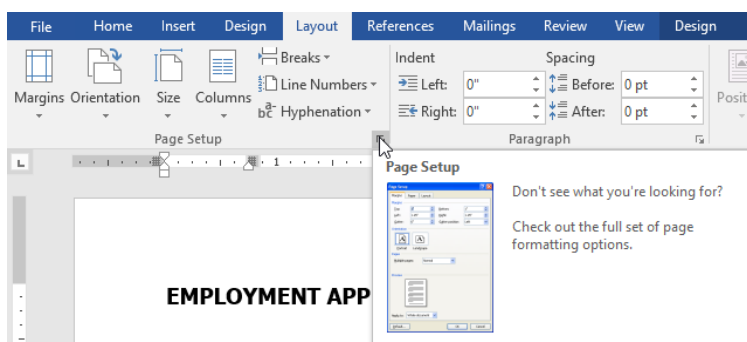 File Home Insert Design Layout References Mailings Review View Design
Breaks Indent Spacing
Line Numbers Left: 0" Before: 0 pt
Margins Orientation Size Columns Hyphenation Right: 0" After: 0 pt
Page Setup Paragraph
L 1
Page Setup
Don't see what you're looking for?
Check out the full set of page
formatting options.
EMPLOYMENT APP